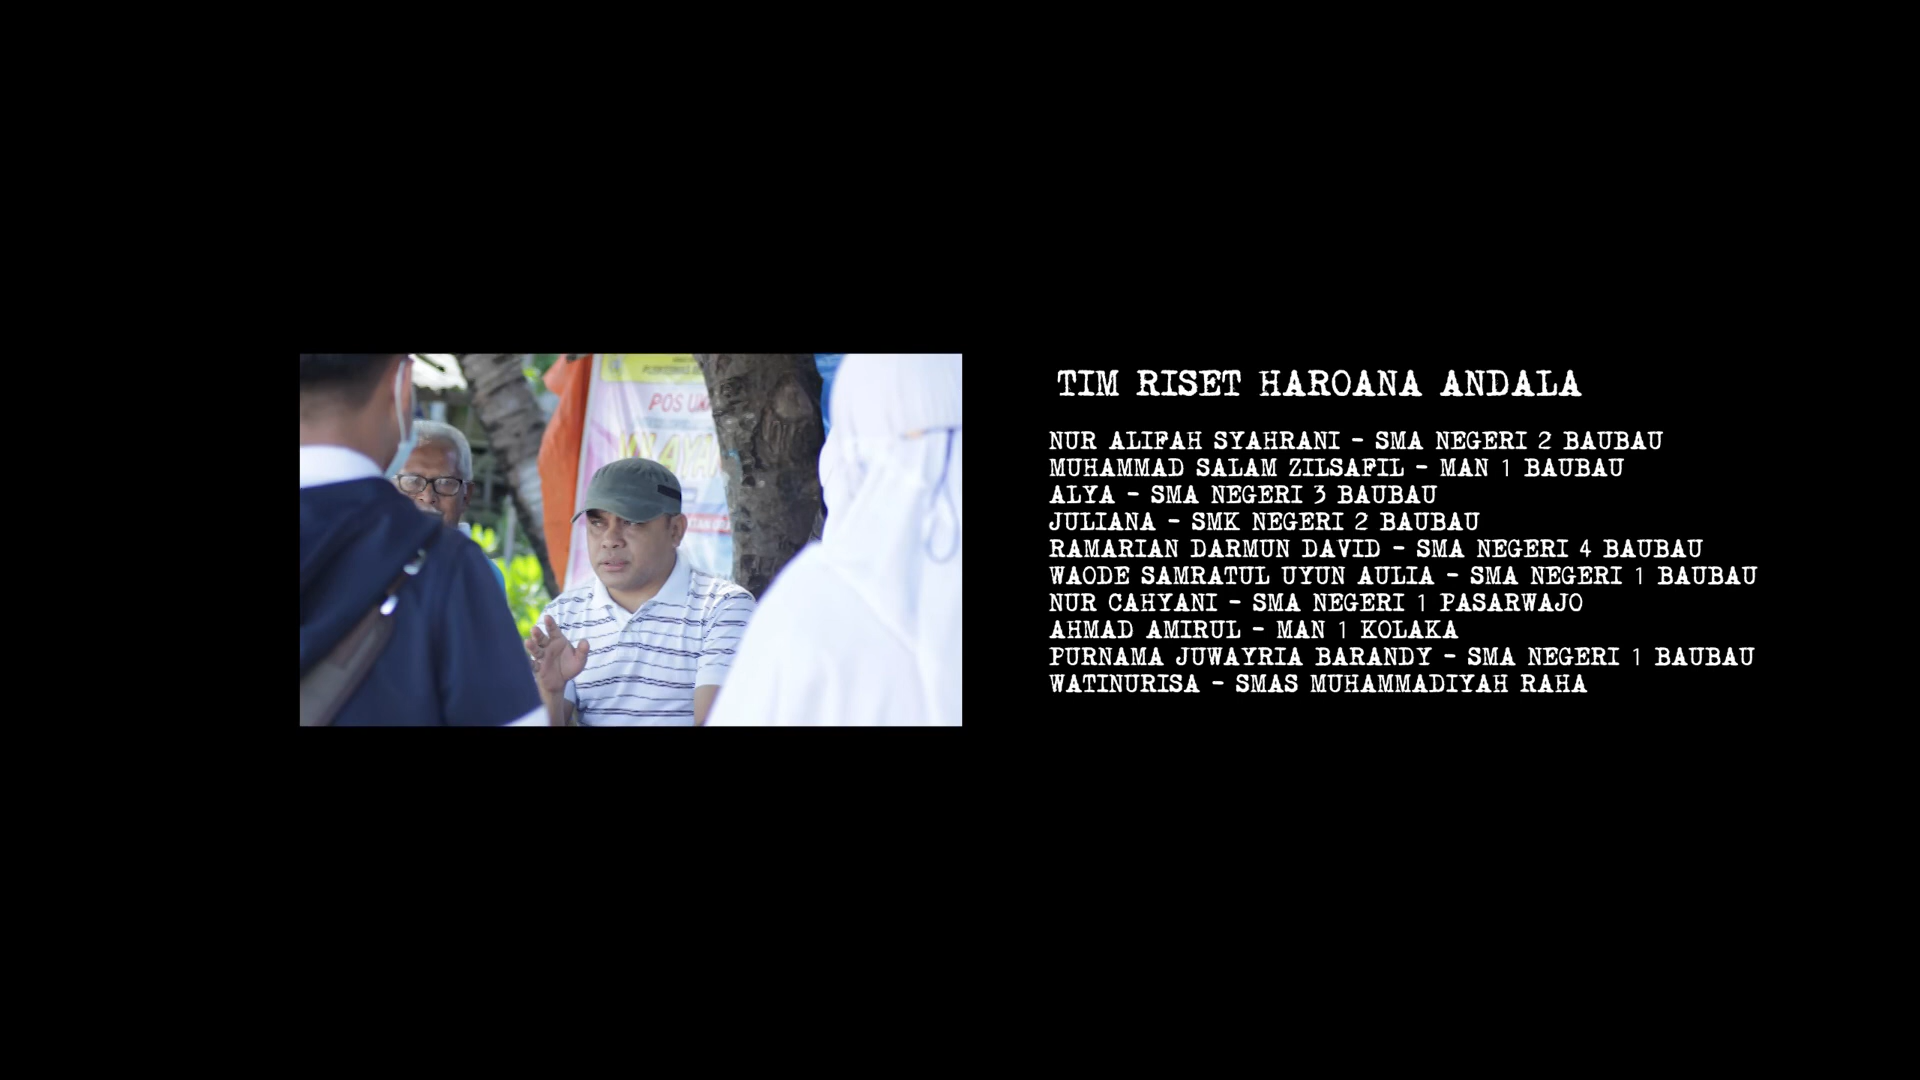 POS UK
TIM RISET HAROANA ANDALA
NUR ALIFAH SYAHRANI - SMA NEGERI 2 BAUBAU
MUHAMMAD SALAM ZILSAFIL - MAN 1 BAUBAU
ALYA - SMA NEGERI 3 BAUBAU
JULIANA - SMK NEGERI 2 BAUBAU
RAMARIAN DARMUN DAVID - SMA NEGERI 4 BAUBAU
WAODE SAMRATUL UYUN AULIA - SMA NEGERI 1 BAUBAU
NUR CAHYANI - SMA NEGERI 1 PASARWAJO
AHMAD AMIRUL - MAN 1 KOLAKA
PURNAMA JUWAYRIA BARANDY - SMA NEGERI 1 BAUBAU
WATINURISA - SMAS MUHAMMADIYAH RAHA